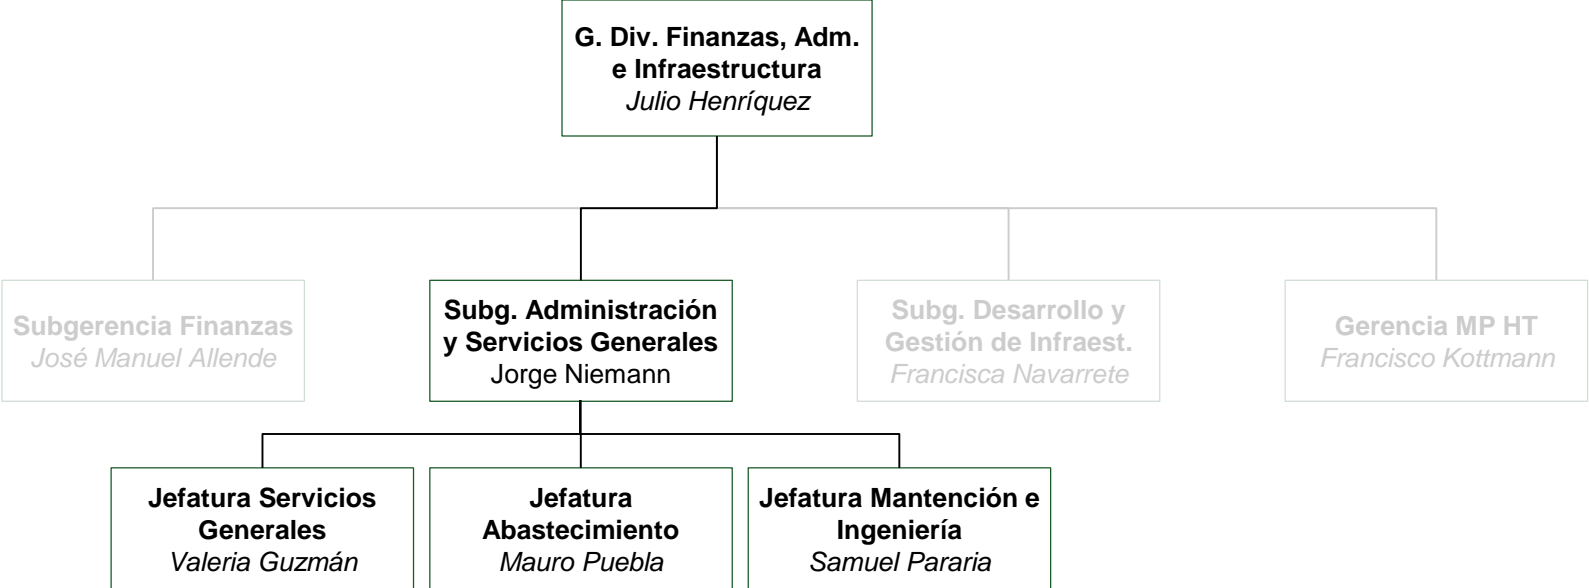 G. Div. Finanzas, Adm.
e Infraestructura
Julio Henríquez
Subgerencia Finanzas
José Manuel Allende
Subg. Administración
y Servicios Generales
Jorge Niemann
Subg. Desarrollo y
Gestión de Infraest.
Francisca Navarrete
Gerencia MP HT
Francisco Kottmann
Jefatura Servicios
Generales
Valeria Guzmán
Jefatura
Abastecimiento
Mauro Puebla
Jefatura Mantención e
Ingeniería
Samuel Pararia